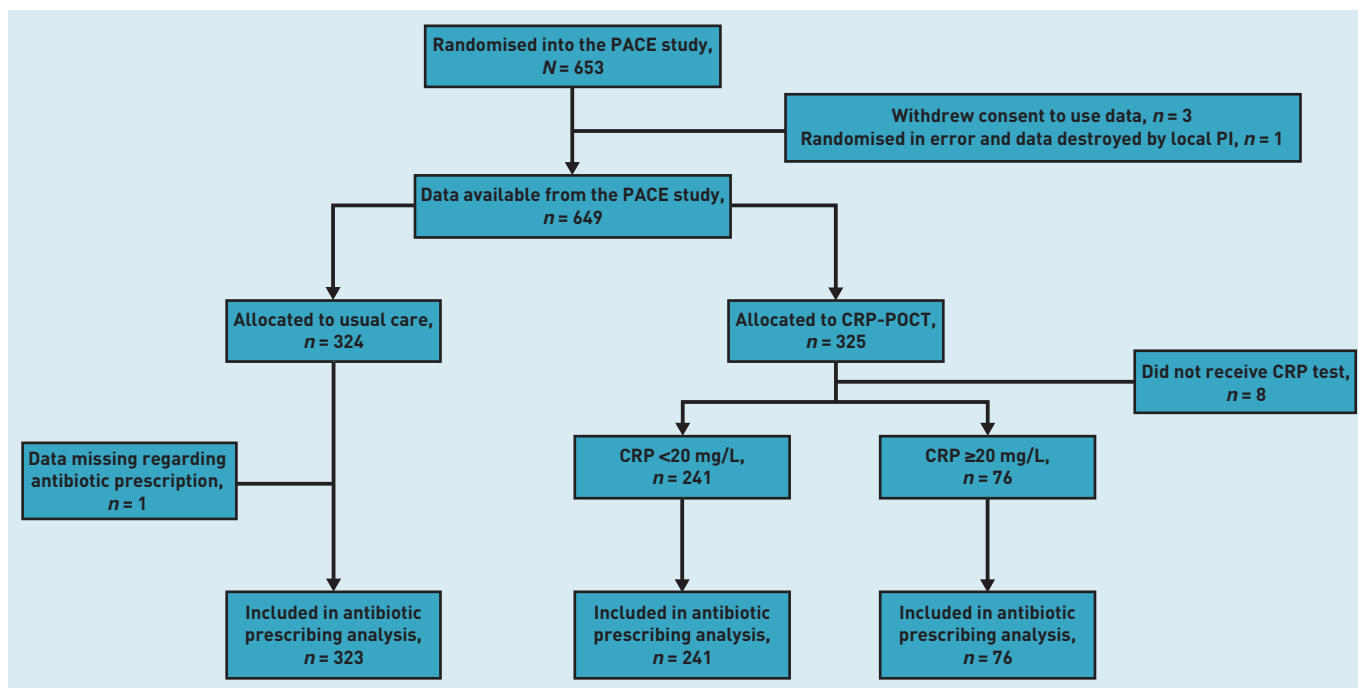 Randomised into the PACE study,
N = 653
Withdrew consent to use data, n = 3
Randomised in error and data destroyed by local PI, n = 1
Data available from the PACE study,
n = 649
Allocated to usual care,
n = 324
Allocated to CRP-POCT,
n = 325
Did not receive CRP test,
n = 8
Data missing regarding
antibiotic prescription,
n = 1
CRP <20 mg/L,
n = 241
CRP ≥20 mg/L,
n = 76
Included in antibiotic
prescribing analysis,
n = 323
Included in antibiotic
prescribing analysis,
n = 241
Included in antibiotic
prescribing analysis,
n = 76